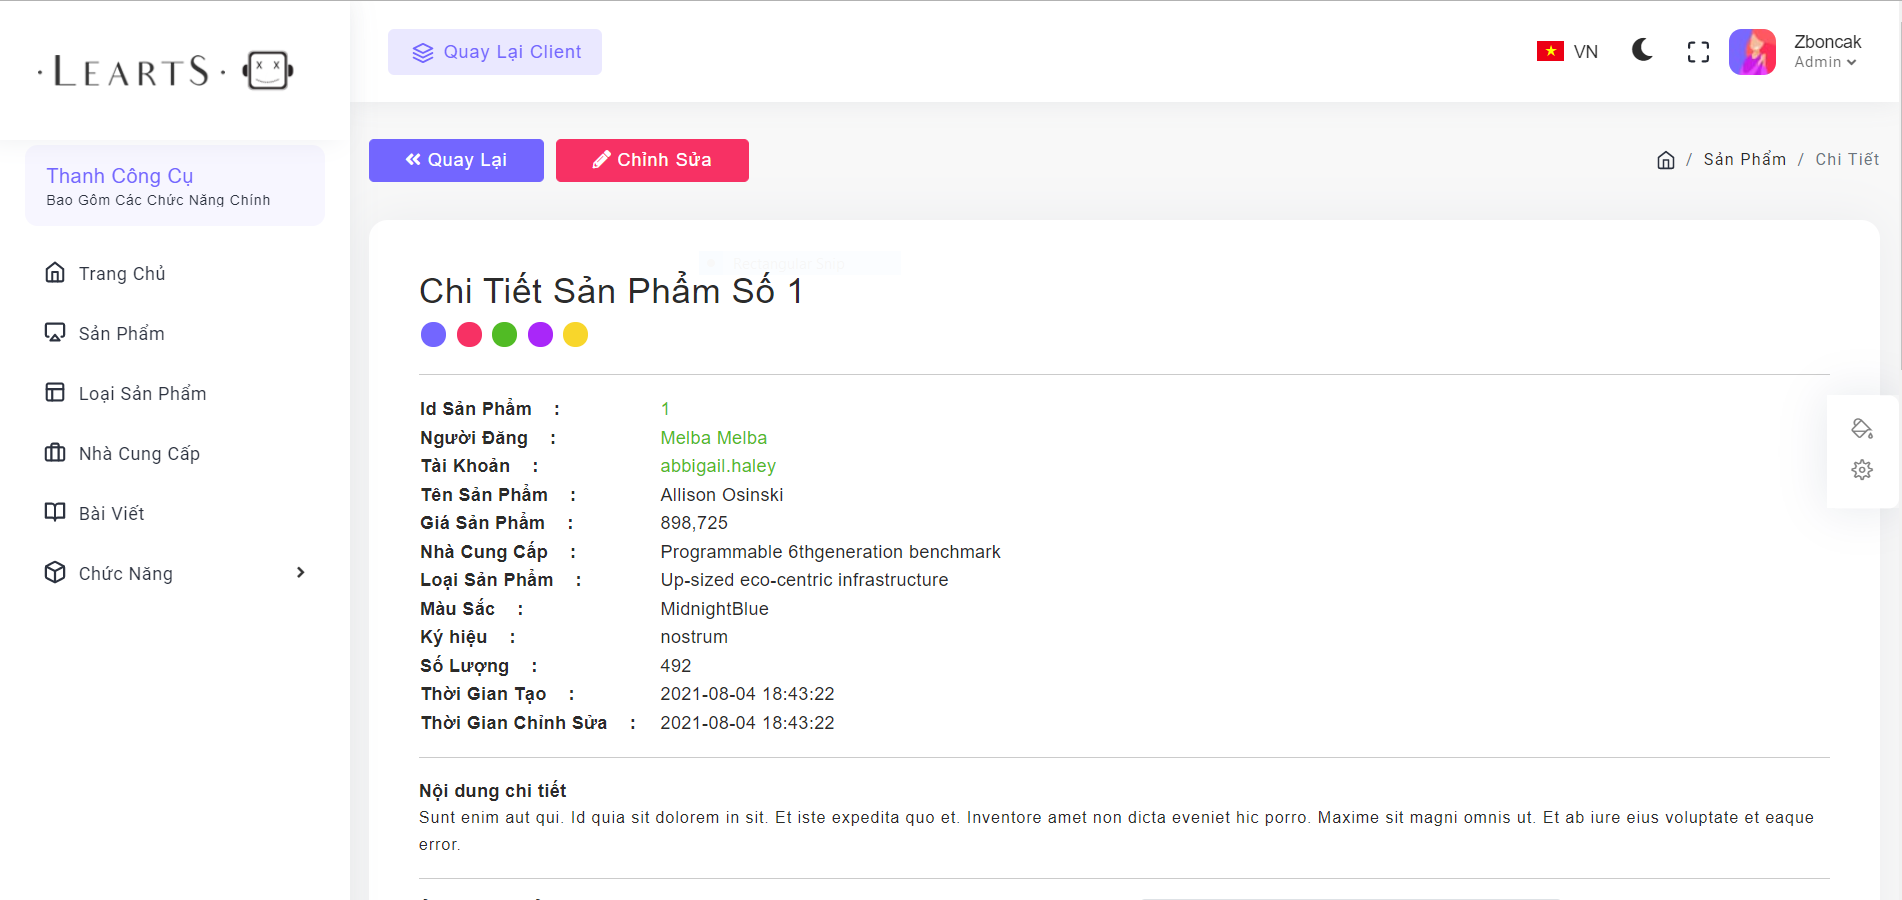 · LEARTS ·
Quay Lại Client
VN
Zboncak
Admin
Thanh Công Cụ
Bao Gôm Các Chức Năng Chính
Trang Chủ
Sản Phẩm
Loại Sản Phẩm
Nhà Cung Cấp
Bài Viết
Chức Năng
Quay Lại
Chỉnh Sửa
/ Sản Phẩm / Chi Tiết
Rectangular Snip
Chi Tiết Sản Phẩm Số 1
Id Sản Phẩm : 1
Người Đăng : Melba Melba
Tài Khoản : abbigail.haley
Tên Sản Phẩm : Allison Osinski
Giá Sản Phẩm : 898,725
Nhà Cung Cấp : Programmable 6thgeneration benchmark
Loại Sản Phẩm : Up-sized eco-centric infrastructure
Màu Sắc : MidnightBlue
Ký hiệu : nostrum
Số Lượng : 492
Thời Gian Tạo : 2021-08-04 18:43:22
Thời Gian Chỉnh Sửa : 2021-08-04 18:43:22
Nội dung chi tiết
Sunt enim aut qui. Id quia sit dolorem in sit. Et iste expedita quo et. Inventore amet non dicta eveniet hic porro. Maxime sit magni omnis ut. Et ab iure eius voluptate et eaque
error.